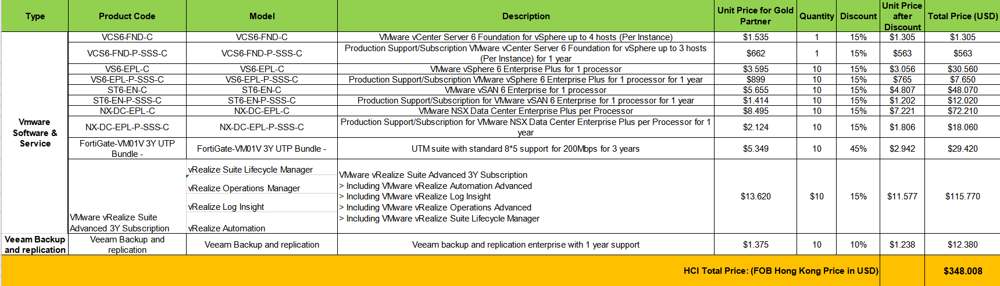 Type Product Code Model Description Unit Price for Gold Partner Quantity Discount Unit Price after Discount Total Price (USD)
Vmware Software & Service
VCS6-FND-C VCS6-FND-C VMware vCenter Server 6 Foundation for vSphere up to 4 hosts (Per Instance) $1.535 1 15% $1.305 $1.305
VCS6-FND-P-SSS-C VCS6-FND-P-SSS-C Production Support/Subscription VMware vCenter Server 6 Foundation for vSphere up to 3 hosts (Per Instance) for 1 year $662 1 15% $563 $563
VS6-EPL-C VS6-EPL-C VMware vSphere 6 Enterprise Plus for 1 processor $3.595 10 15% $3.056 $30.560
VS6-EPL-P-SSS-C VS6-EPL-P-SSS-C Production Support/Subscription VMware vSphere 6 Enterprise Plus for 1 processor for 1 year $899 10 15% $765 $7.650
ST6-EN-C ST6-EN-C VMware vSAN 6 Enterprise for 1 processor $5.655 10 15% $4.807 $48.070
ST6-EN-P-SSS-C ST6-EN-P-SSS-C Production Support/Subscription for VMware vSAN 6 Enterprise for 1 processor for 1 year $1.414 10 15% $1.202 $12.020
NX-DC-EPL-C NX-DC-EPL-C VMware NSX Data Center Enterprise Plus per Processor $8.495 10 15% $7.221 $72.210
NX-DC-EPL-P-SSS-C NX-DC-EPL-P-SSS-C Production Support/Subscription for VMware NSX Data Center Enterprise Plus per Processor for 1 year $2.124 10 15% $1.806 $18.060
FortiGate-VM01V 3Y UTP Bundle - FortiGate-VM01V 3Y UTP Bundle - UTM suite with standard 8*5 support for 200Mbps for 3 years $5.349 10 45% $2.942 $29.420
VMware vRealize Suite Advanced 3Y Subscription
vRealize Suite Lifecycle Manager
vRealize Operations Manager
vRealize Log Insight
vRealize Automation
VMware vRealize Suite Advanced 3Y Subscription
> Including VMware vRealize Automation Advanced
> Including VMware vRealize Log Insight
> Including VMware vRealize Operations Advanced
> Including VMware vRealize Suite Lifecycle Manager
$13.620 $10 15% $11.577 $115.770
Veeam Backup and replication Veeam Backup and replication Veeam Backup and replication Veeam backup and replication enterprise with 1 year support $1.375 10 10% $1.238 $12.380
HCI Total Price: (FOB Hong Kong Price in USD) $348.008